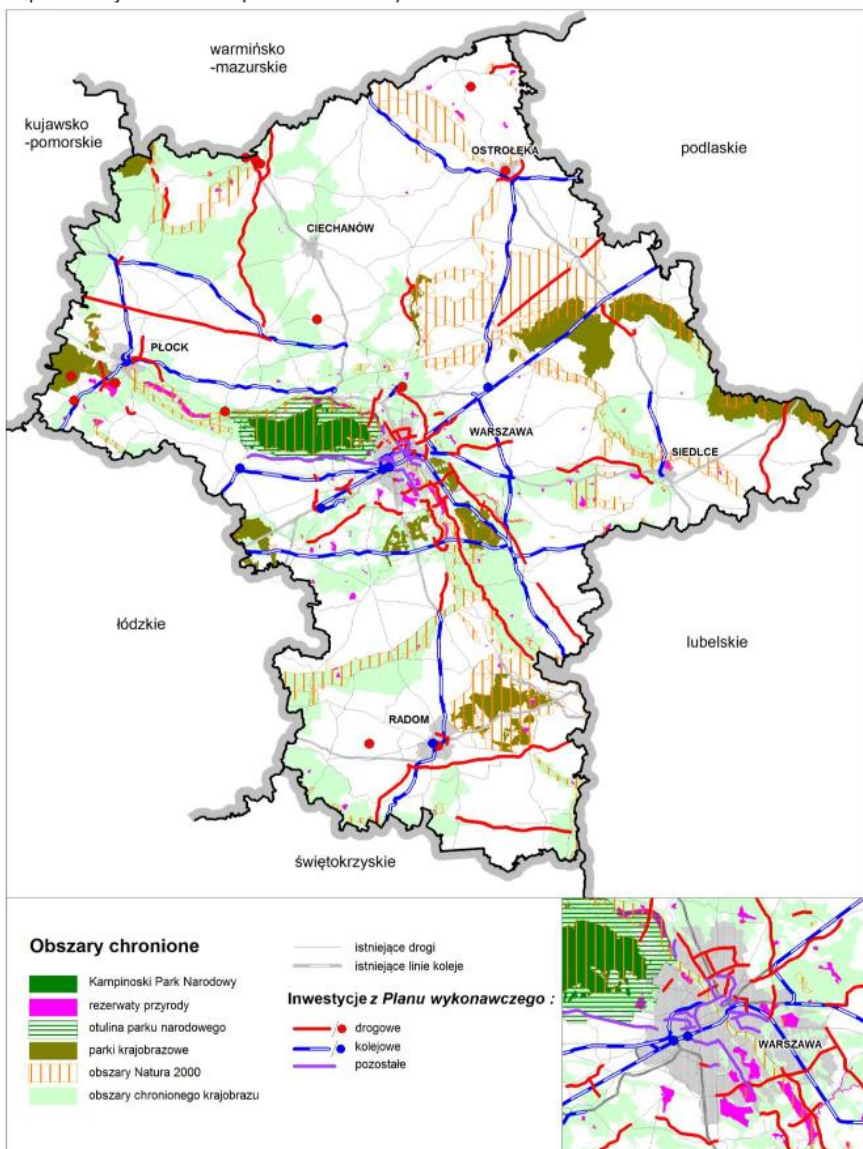 warmińsko
-mazurskie
kujawsko
-pomorskie
podlaskie
OSTROŁĘKA
CIECHANÓW
PŁOCK
WARSZAWA
SIEDLCE
łódzkie
lubelskie
RADOM
świętokrzyskie
Obszary chronione
Kampinoski Park Narodowy
rezerwaty przyrody
otulina parku narodowego
parki krajobrazowe
obszary Natura 2000
obszary chronionego krajobrazu
istniejące drogi
istniejące linie koleje
Inwestycje z Planu wykonawczego :
drogowe
kolejowe
pozostałe
WARSZAWA